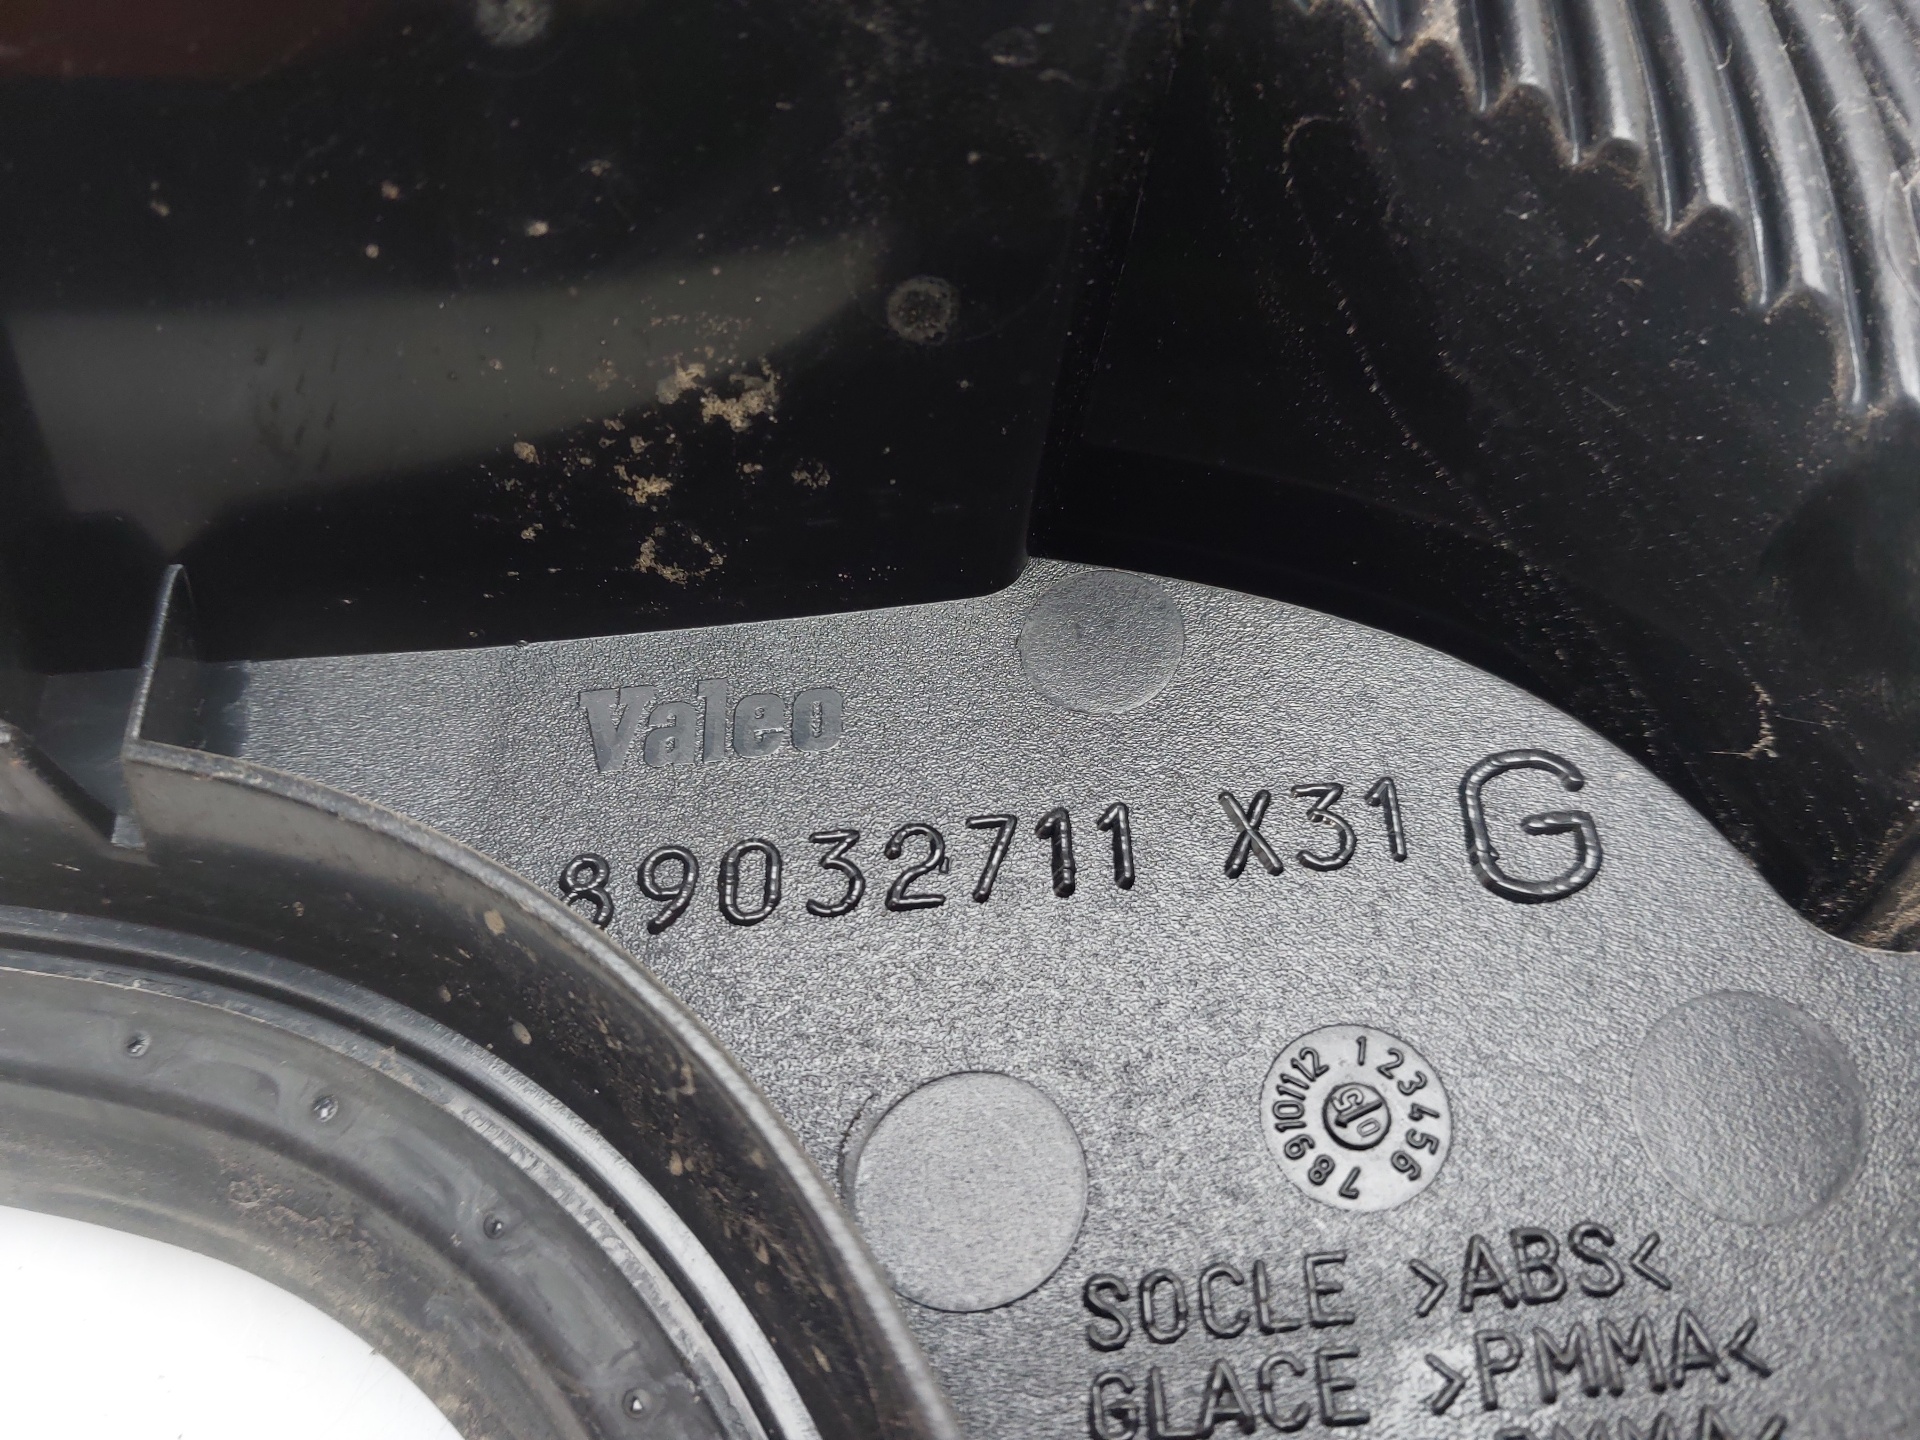 Valeo
89032711 X31 G
1 2 3 4 5 6 7 8 9 10 11 12
SOCLE >ABS<
GLACE >PMMA<